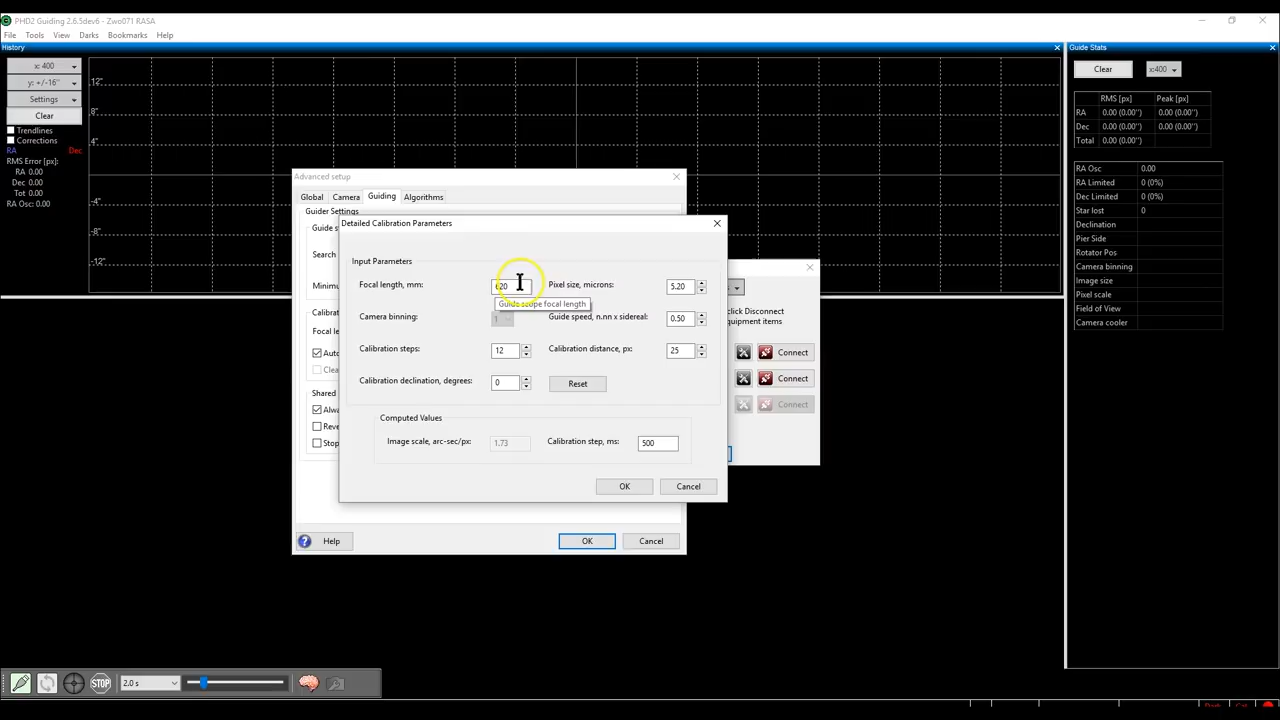 PHD2 Guiding 2.6.5dev6 - Zwo071 RASA
File Tools View Darks Bookmarks Help
History
Guide Stats
x: 400
y: +/-16"
Settings
Clear
Trendlines
Corrections
RA Dec
RMS Error [px]:
RA 0.00
Dec 0.00
Tot 0.00
RA Osc: 0.00
12"
8"
4"
-4"
-8"
-12"
Clear x:400
RMS [px] Peak [px]
RA 0.00 (0.00'') 0.00 (0.00'')
Dec 0.00 (0.00'') 0.00 (0.00'')
Total 0.00 (0.00'')
RA Osc 0.00
RA Limited 0 (0%)
Dec Limited 0 (0%)
Star lost 0
Declination
Pier Side
Rotator Pos
Camera binning
Image size
Pixel scale
Field of View
Camera cooler
Advanced setup
Global Camera Guiding Algorithms
Guider Settings
Guide s
Search
Minimu
Calibrat
Focal le
Auto
Clea
Shared
Alwa
Reve
Stop
Help
OK
Cancel
Detailed Calibration Parameters
Input Parameters
Focal length, mm: 620 Pixel size, microns: 5.20
Guide scope focal length
Camera binning: 1 Guide speed, n.nn x sidereal: 0.50
Calibration steps: 12 Calibration distance, px: 25
Calibration declination, degrees: 0 Reset
Computed Values
Image scale, arc-sec/px: 1.73 Calibration step, ms: 500
OK Cancel
click Disconnect
quipment items
Connect
Connect
Connect
STOP
2.0 s
Dark Cal